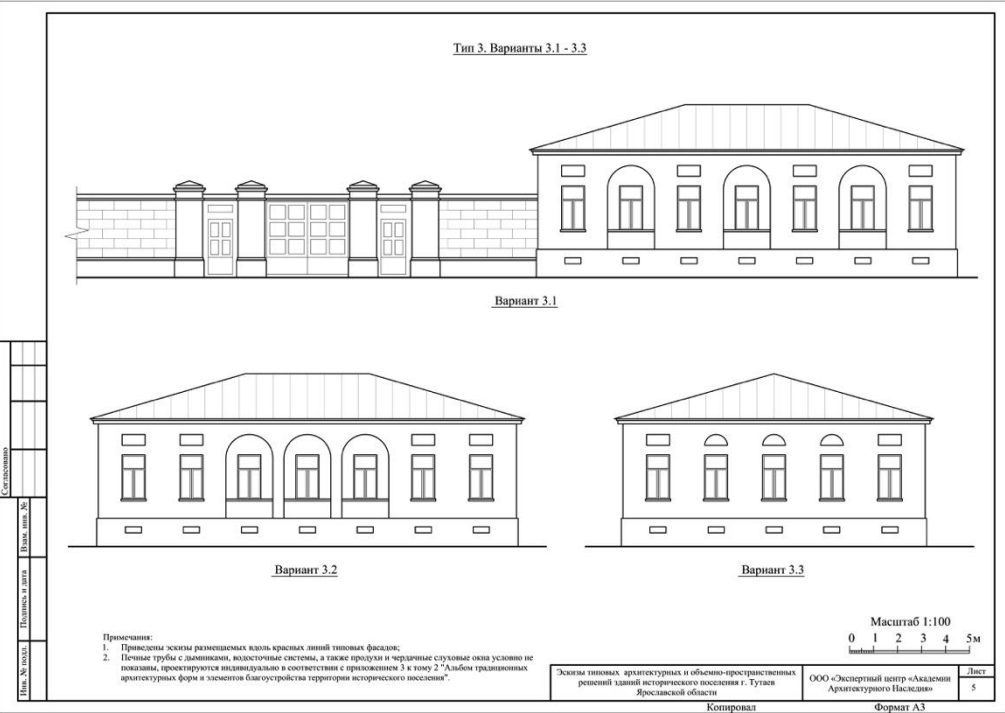 Тип 3. Варианты 3.1 - 3.3
Вариант 3.1
Вариант 3.2
Вариант 3.3
Согласовано
Взам. инв. №
Подпись и дата
Инв. № подл.
Примечания:
1. Приведены эскизы размещаемых вдоль красных линий типовых фасадов;
2. Печные трубы с дымниками, водосточные системы, а также продухи и чердачные слуховые окна условно не
показаны, проектируются индивидуально в соответствии с приложением 3 к тому 2 "Альбом традиционных
архитектурных форм и элементов благоустройства территории исторического поселения".
Масштаб 1:100
0 1 2 3 4 5м
Эскизы типовых архитектурных и объемно-пространственных
решений зданий исторического поселения г. Тутаев
Ярославской области
ООО «Экспертный центр «Академии
Архитектурного Наследия»
Лист
5
Копировал
Формат А3